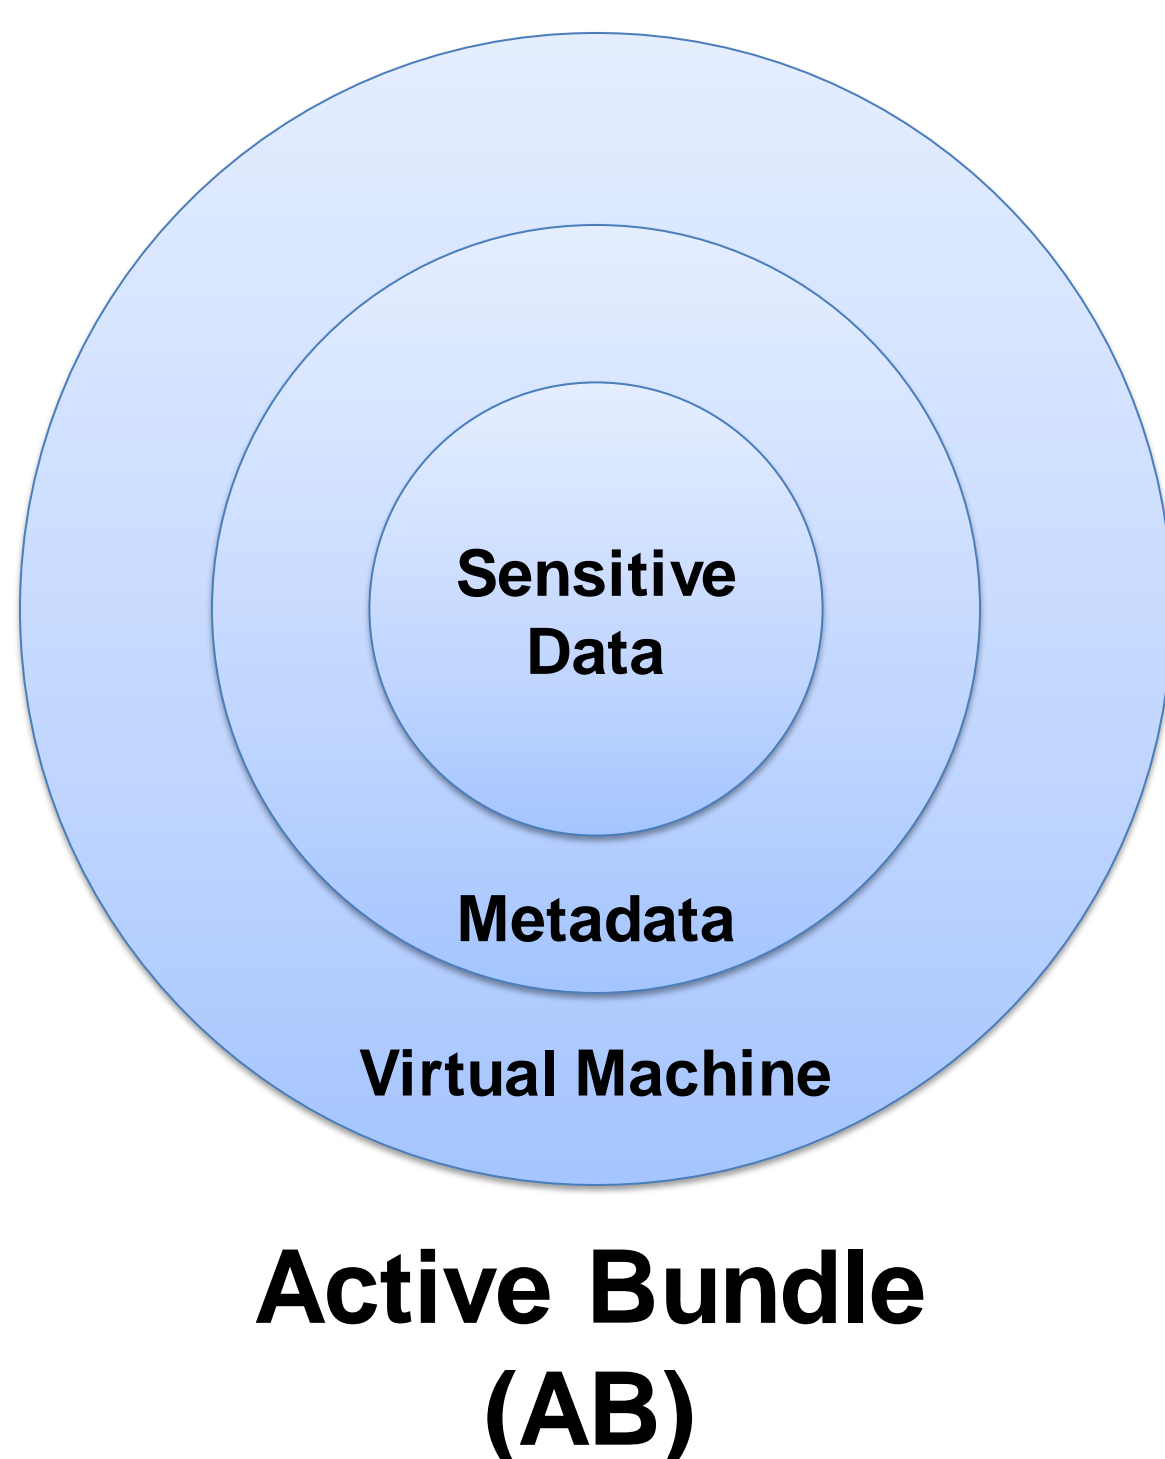 Sensitive
Data
Metadata
Virtual Machine
Active Bundle
(AB)